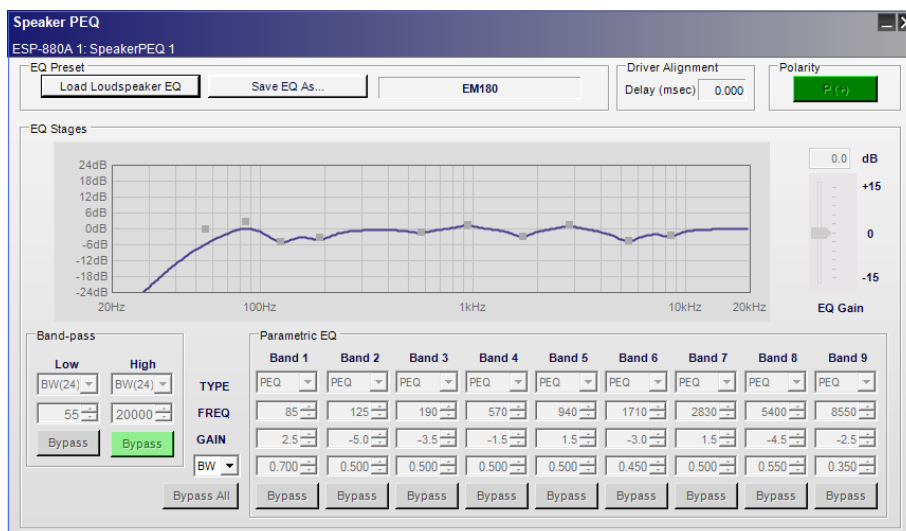 Speaker PEQ
ESP-880A 1: SpeakerPEQ 1
EQ Preset
Load Loudspeaker EQ
Save EQ As...
EM180
Driver Alignment
Delay (msec) 0.000
Polarity
P (+)
EQ Stages
24dB
18dB
12dB
6dB
0dB
-6dB
-12dB
-18dB
-24dB
20Hz 100Hz 1kHz 10kHz 20kHz
0.0 dB
+15
0
-15
EQ Gain
Band-pass
Low High
BW(24) BW(24)
55 20000
Bypass Bypass
Parametric EQ
Band 1 Band 2 Band 3 Band 4 Band 5 Band 6 Band 7 Band 8 Band 9
TYPE PEQ PEQ PEQ PEQ PEQ PEQ PEQ PEQ PEQ
FREQ 85 125 190 570 940 1710 2830 5400 8550
GAIN 2.5 -5.0 -3.5 -1.5 1.5 -3.0 1.5 -4.5 -2.5
BW 0.700 0.500 0.500 0.500 0.500 0.450 0.500 0.550 0.350
Bypass All Bypass Bypass Bypass Bypass Bypass Bypass Bypass Bypass Bypass